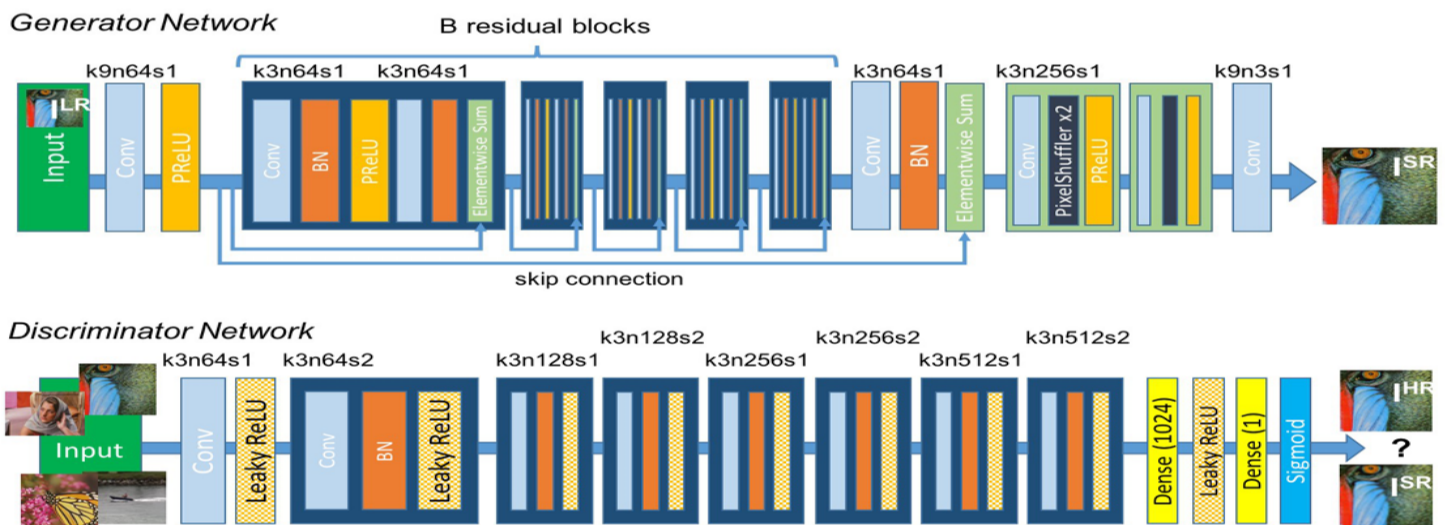 Generator Network
B residual blocks
k9n64s1
k3n64s1
k3n64s1
k3n64s1
k3n256s1
k9n3s1
I LR
Input
Conv
PReLU
Conv
BN
PReLU
Elementwise Sum
Conv
BN
Elementwise Sum
Conv
PixelShuffler x2
PReLU
Conv
I SR
skip connection
Discriminator Network
k3n64s1
k3n64s2
k3n128s1
k3n128s2
k3n256s1
k3n256s2
k3n512s1
k3n512s2
Input
Conv
Leaky ReLU
Conv
BN
Leaky ReLU
Dense (1024)
Leaky ReLU
Dense (1)
Sigmoid
I HR
?
I SR